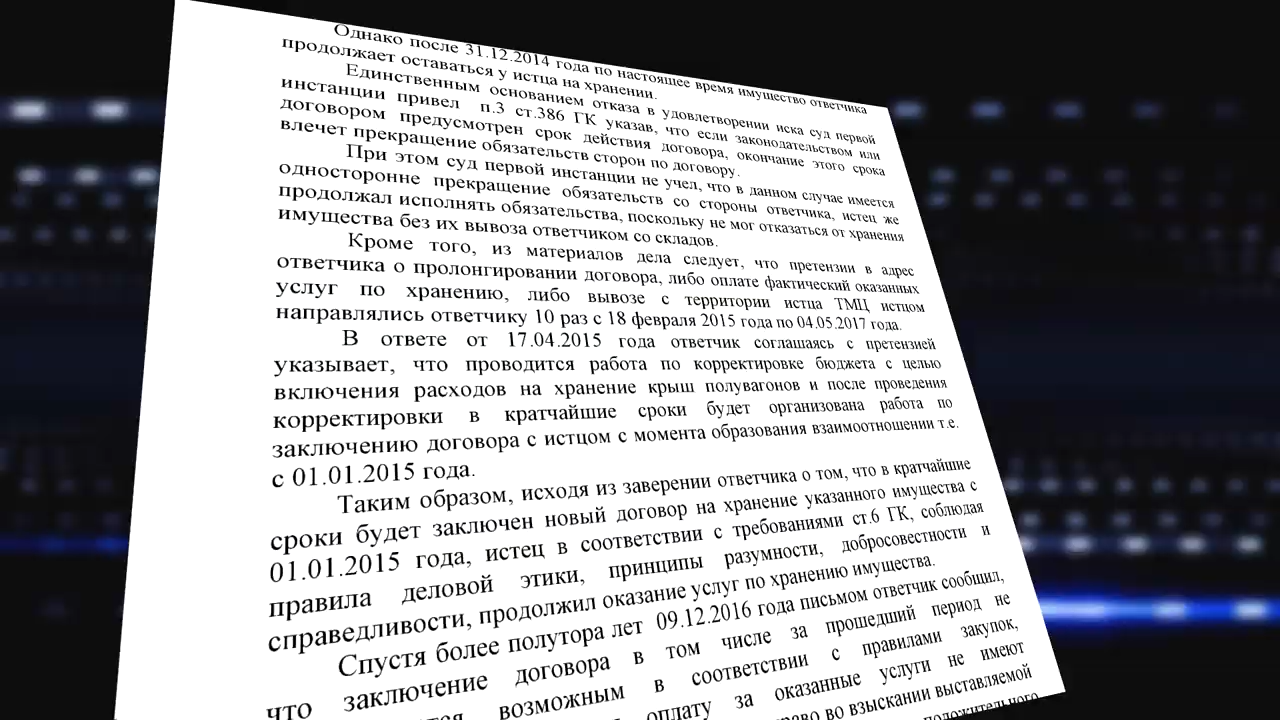 Однако после 31.12.2014 года по настоящее время имущество ответчика
продолжает оставаться у истца на хранении.
Единственным основанием отказа в удовлетворении иска суд первой
инстанции привел п.3 ст.386 ГК указав, что если законодательством или
договором предусмотрен срок действия договора, окончание этого срока
влечет прекращение обязательств сторон по договору.
При этом суд первой инстанции не учел, что в данном случае имеется
односторонне прекращение обязательств со стороны ответчика, истец же
продолжал исполнять обязательства, поскольку не мог отказаться от хранения
имущества без их вывоза ответчиком со складов.
Кроме того, из материалов дела следует, что претензии в адрес
ответчика о пролонгировании договора, либо оплате фактический оказанных
услуг по хранению, либо вывозе с территории истца ТМЦ истцом
направлялись ответчику 10 раз с 18 февраля 2015 года по 04.05.2017 года.
В ответе от 17.04.2015 года ответчик соглашаясь с претензией
указывает, что проводится работа по корректировке бюджета с целью
включения расходов на хранение крыш полувагонов и после проведения
корректировки в кратчайшие сроки будет организована работа по
заключению договора с истцом с момента образования взаимоотношении т.е.
с 01.01.2015 года.
Таким образом, исходя из заверении ответчика о том, что в кратчайшие
сроки будет заключен новый договор на хранение указанного имущества с
01.01.2015 года, истец в соответствии с требованиями ст.6 ГК, соблюдая
правила деловой этики, принципы разумности, добросовестности и
справедливости, продолжил оказание услуг по хранению имущества.
Спустя более полутора лет 09.12.2016 года письмом ответчик сообщил,
что заключение договора в том числе за прошедший период не
возможным в соответствии с правилами закупок,
оплату за оказанные услуги не имеют
во взыскании выставляемой